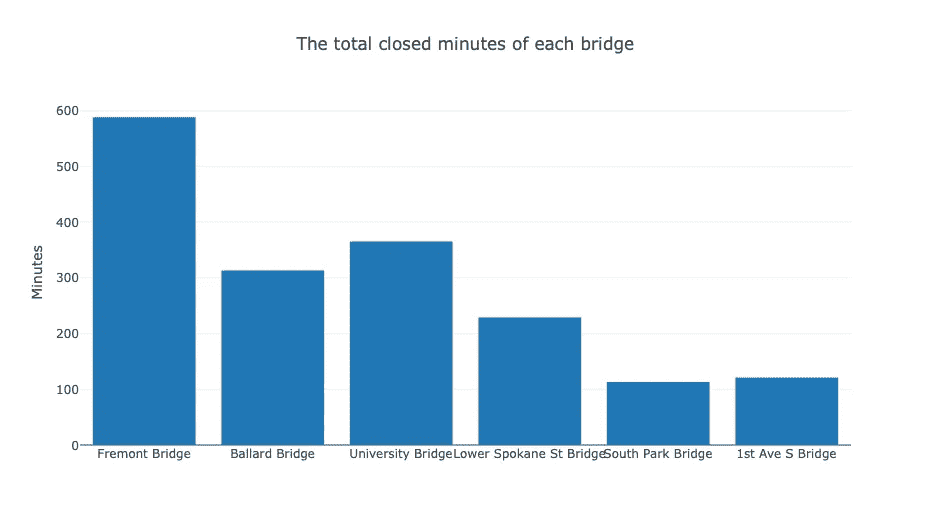 The total closed minutes of each bridge
600
500
400
300
200
100
0
Minutes
Fremont Bridge
Ballard Bridge
University Bridge
Lower Spokane St Bridge
South Park Bridge
1st Ave S Bridge